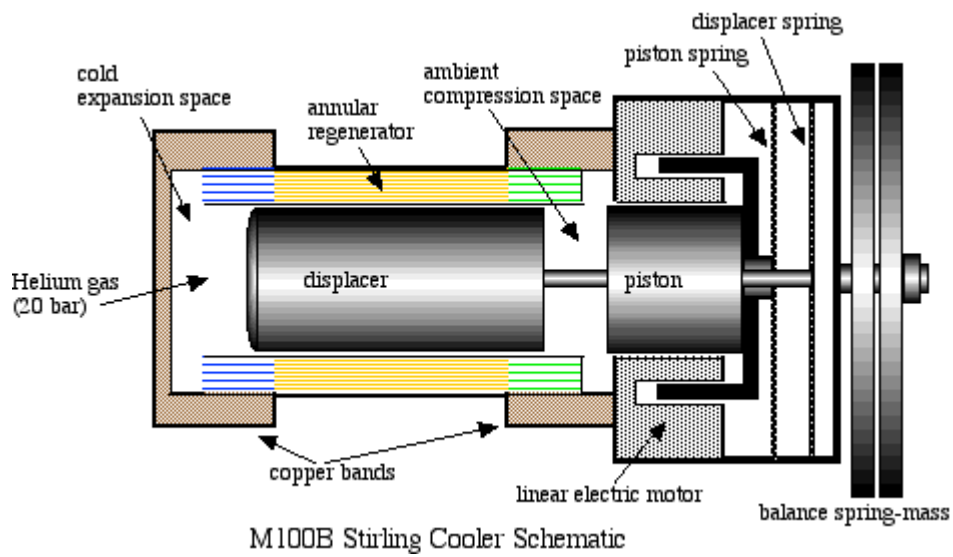 displacer spring
piston spring
cold
expansion space
ambient
compression space
annular
regenerator
Helium gas
(20 bar)
displacer
piston
copper bands
linear electric motor
balance spring-mass
M100B Stirling Cooler Schematic